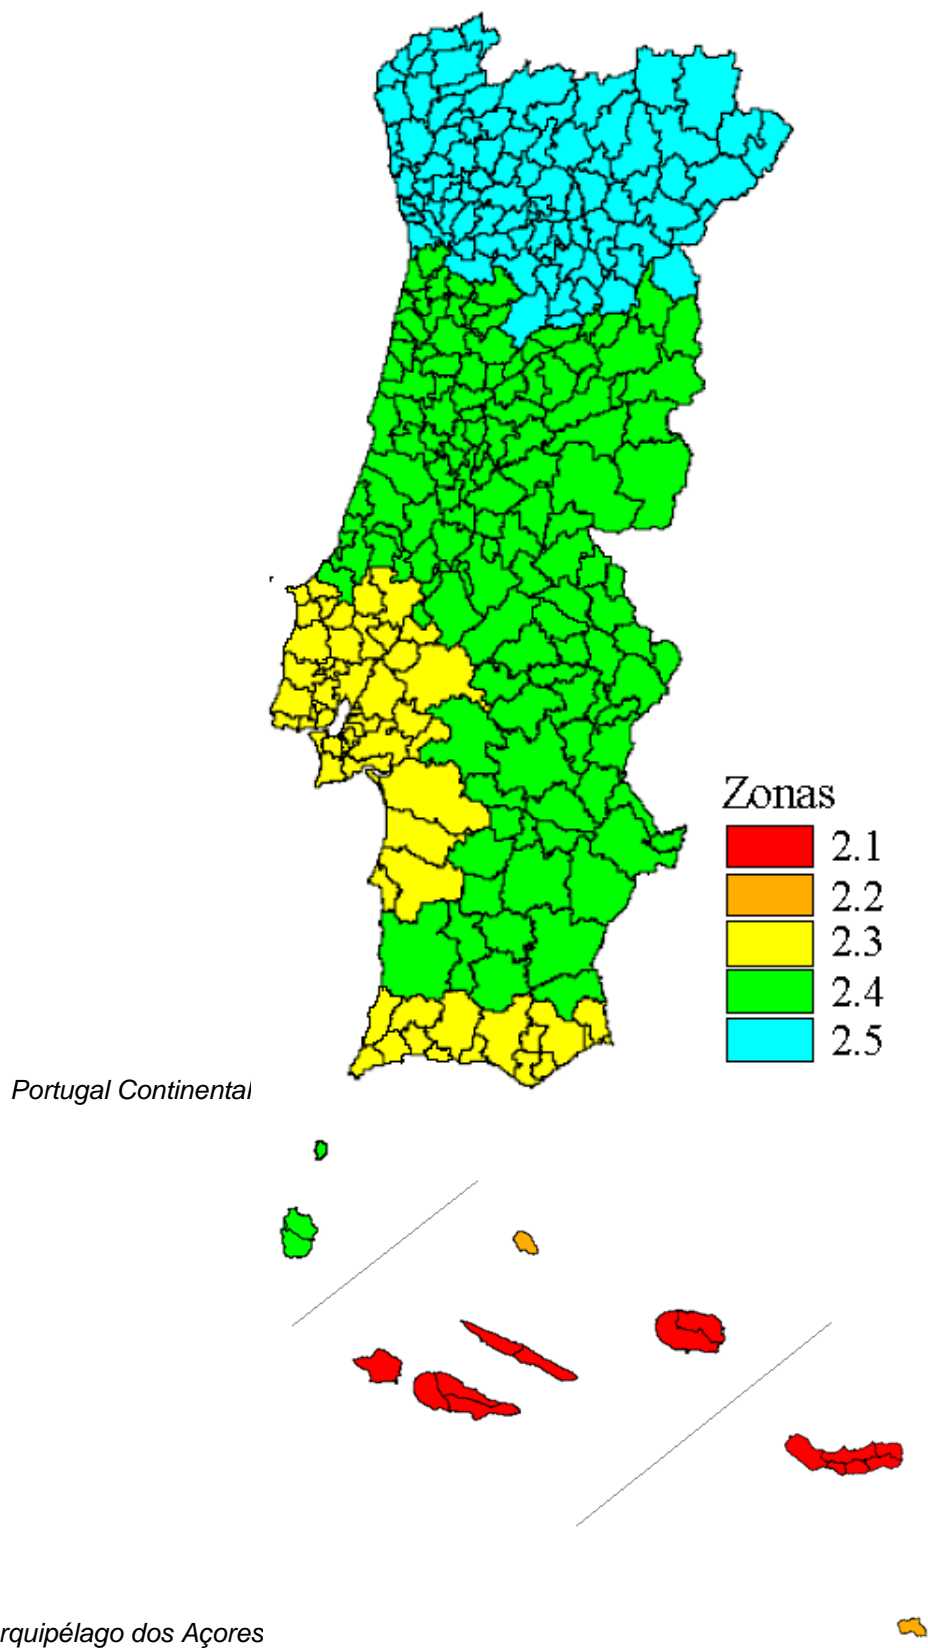 Zonas
2.1
2.2
2.3
2.4
2.5
Portugal Continental
rquipélago dos Açores